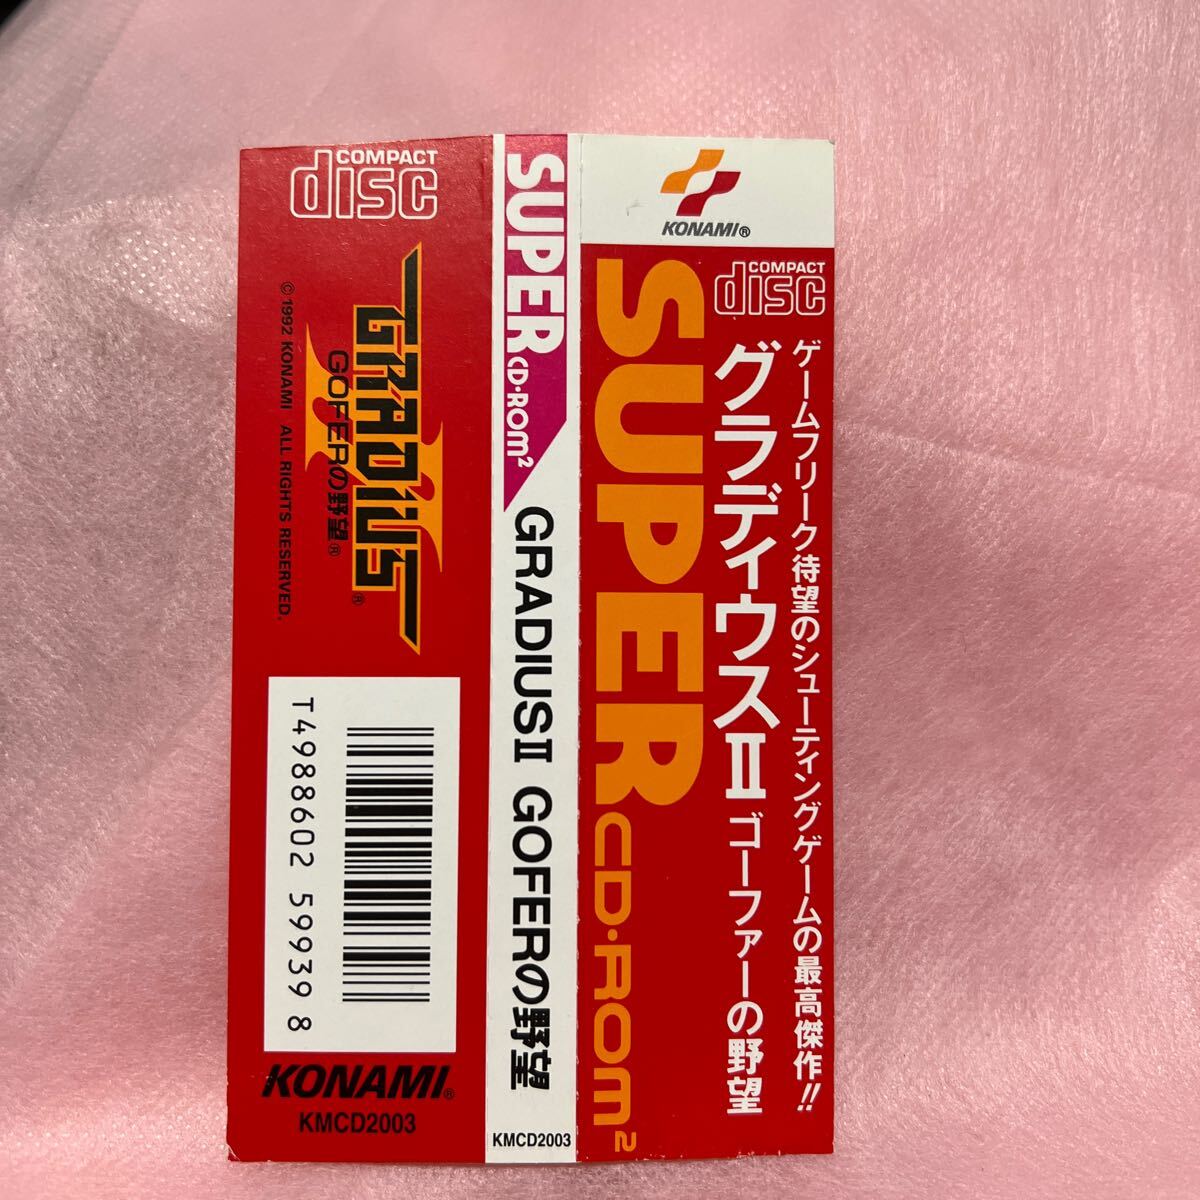 COMPACT
disc
GRADIUS II
GOFERの野望®
®
© 1992 KONAMI ALL RIGHTS RESERVED.
T4988602 59939 8
KONAMI®
KMCD2003
SUPER
CD・ROM²
GRADIUSⅡ GOFERの野望
KMCD2003
KONAMI®
COMPACT
disc
ゲームフリーク待望のシューティングゲームの最高傑作!!
グラディウスⅡ ゴーファーの野望
SUPER
CD・ROM²